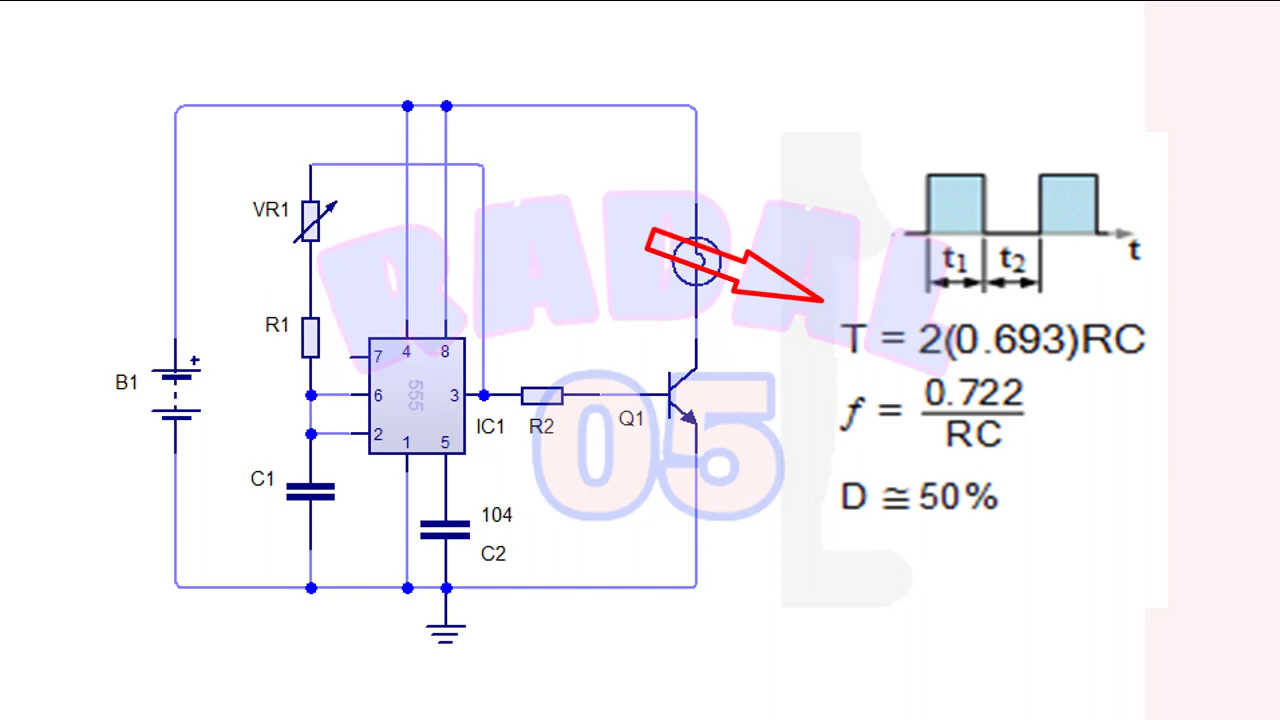 VR1
R1
B1
+
C1
7
4
8
6
555
3
2
1
5
IC1
R2
Q1
104
C2
RADAL
05
t1
t2
t
T = 2(0.693)RC
f = 0.722
RC
D ≅ 50%